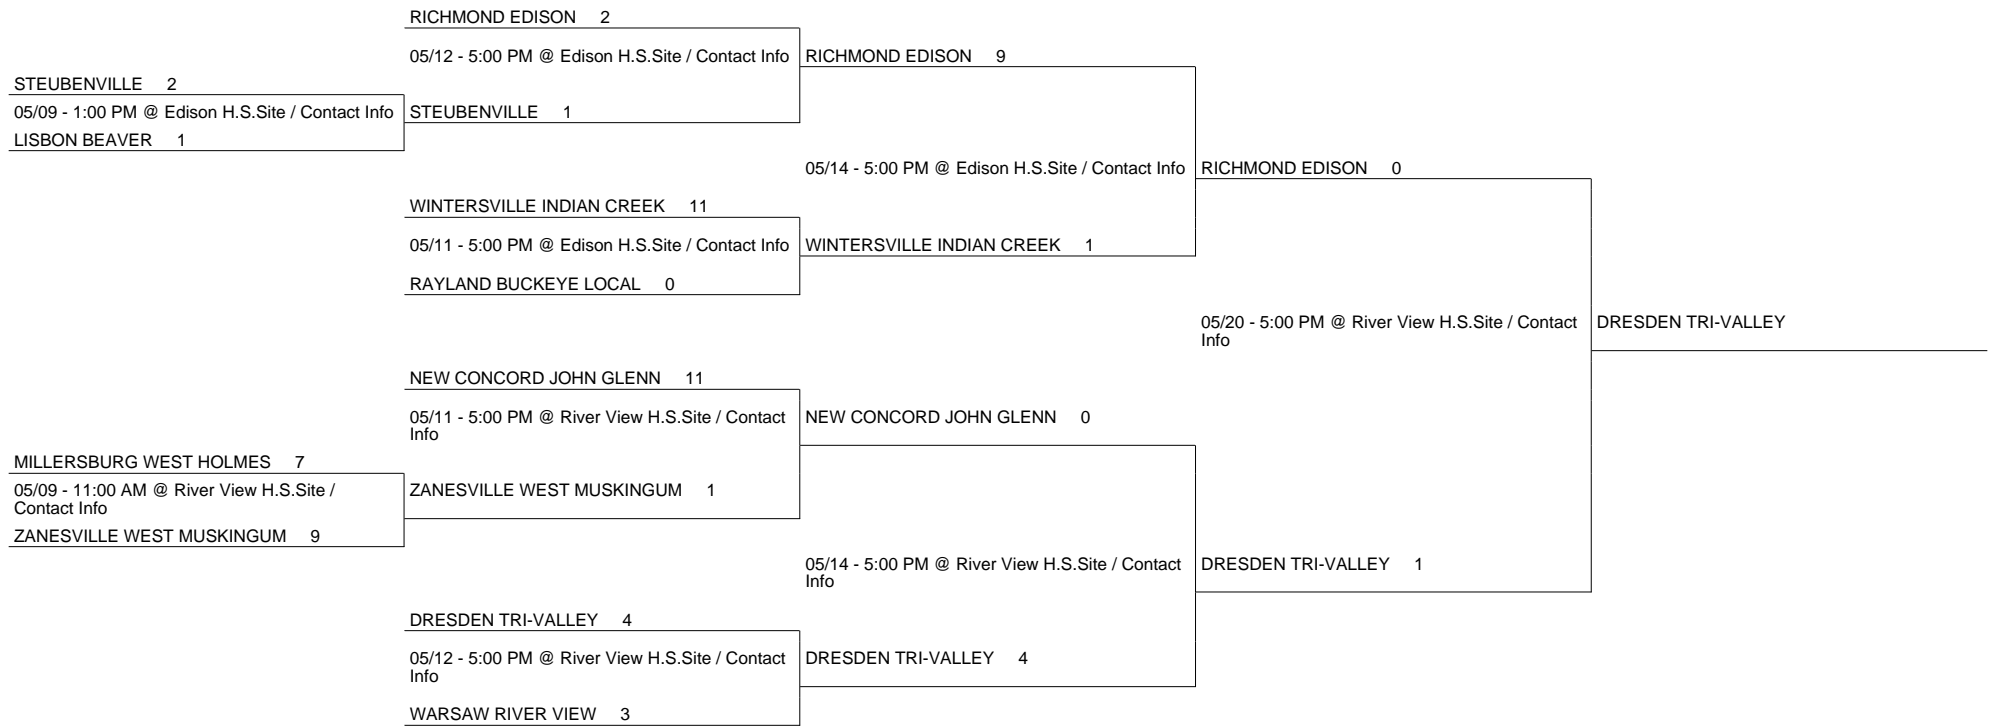 RICHMOND EDISON 2
05/12 - 5:00 PM @ Edison H.S.Site / Contact Info
RICHMOND EDISON 9
STEUBENVILLE 2
05/09 - 1:00 PM @ Edison H.S.Site / Contact Info
STEUBENVILLE 1
LISBON BEAVER 1
05/14 - 5:00 PM @ Edison H.S.Site / Contact Info
RICHMOND EDISON 0
WINTERSVILLE INDIAN CREEK 11
05/11 - 5:00 PM @ Edison H.S.Site / Contact Info
WINTERSVILLE INDIAN CREEK 1
RAYLAND BUCKEYE LOCAL 0
05/20 - 5:00 PM @ River View H.S.Site / Contact
Info
DRESDEN TRI-VALLEY
NEW CONCORD JOHN GLENN 11
05/11 - 5:00 PM @ River View H.S.Site / Contact
Info
NEW CONCORD JOHN GLENN 0
MILLERSBURG WEST HOLMES 7
05/09 - 11:00 AM @ River View H.S.Site /
Contact Info
ZANESVILLE WEST MUSKINGUM 1
ZANESVILLE WEST MUSKINGUM 9
05/14 - 5:00 PM @ River View H.S.Site / Contact
Info
DRESDEN TRI-VALLEY 1
DRESDEN TRI-VALLEY 4
05/12 - 5:00 PM @ River View H.S.Site / Contact
Info
DRESDEN TRI-VALLEY 4
WARSAW RIVER VIEW 3